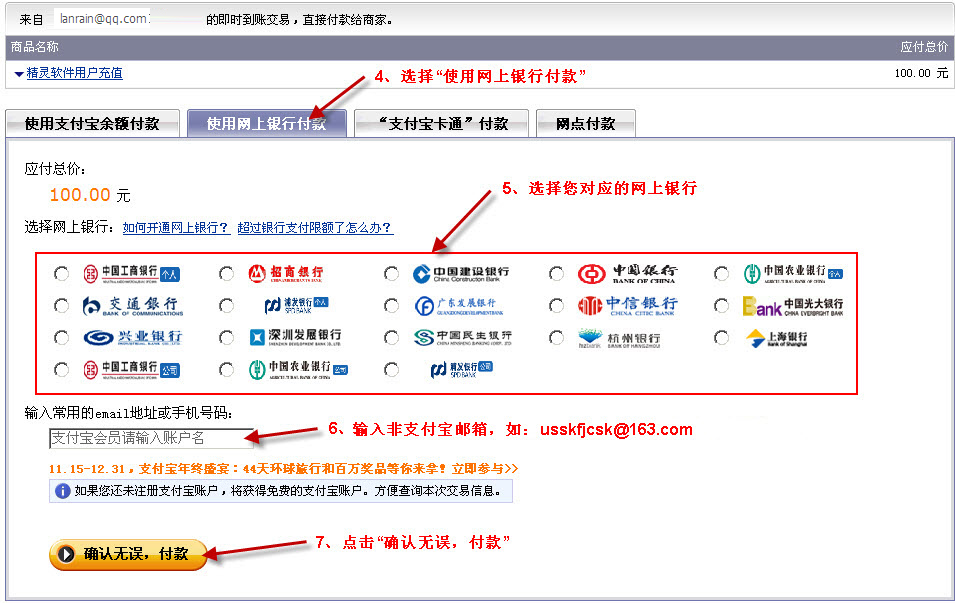 来自 lanrain@qq.com 的即时到账交易，直接付款给商家。
商品名称 应付总价
精灵软件用户充值 100.00 元
4、选择“使用网上银行付款”
使用支付宝余额付款 使用网上银行付款 “支付宝卡通”付款 网点付款
应付总价：
100.00 元
5、选择您对应的网上银行
选择网上银行： 如何开通网上银行？ 超过银行支付限额了怎么办？
中国工商银行 个人 招商银行 CHINA MERCHANTS BANK 中国建设银行 China Construction Bank 中国银行 BANK OF CHINA 中国农业银行 个人
交通银行 BANK OF COMMUNICATIONS 浦发银行 个人 SPD BANK 广东发展银行 GUANGDONG DEVELOPMENT BANK 中信银行 CHINA CITIC BANK Bank 中国光大银行 CHINA EVERBRIGHT BANK
兴业银行 深圳发展银行 中国民生银行 杭州银行 BANK OF HANGZHOU 上海银行 Bank of Shanghai
中国工商银行 公司 中国农业银行 公司 浦发银行 公司 SPD BANK
输入常用的email地址或手机号码：
支付宝会员请输入账户名
6、输入非支付宝邮箱，如：usskfjcsk@163.com
11.15-12.31，支付宝年终盛宴：44天环球旅行和百万奖品等你来拿！立即参与>>
如果您还未注册支付宝账户，将获得免费的支付宝账户。方便查询本次交易信息。
确认无误，付款
7、点击“确认无误，付款”